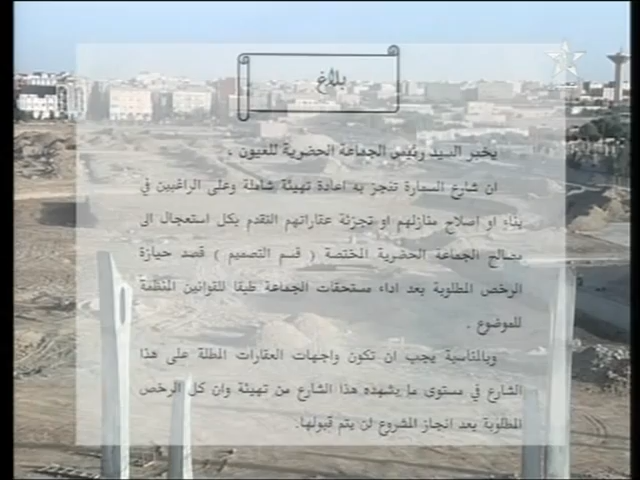 بلاغ
يخبر السيد رئيس الجماعة الحضرية للعيون .
ان شارع السمارة تنجز به اعادة تهيئة شاملة وعلى الراغبين في
بناء او اصلاح منازلهم او تجزئة عقاراتهم التقدم بكل استعجال الى
مصالح الجماعة الحضرية المختصة ( قسم التصميم ) قصد حيازة
الرخص المطلوبة بعد اداء مستحقات الجماعة طبقا للقوانين المنظمة
للموضوع .
وبالمناسبة يجب ان تكون واجهات العقارات المطلة على هذا
الشارع في مستوى ما يشهده هذا الشارع من تهيئة وان كل الرخص
المطلوبة بعد انجاز المشروع لن يتم قبولها.